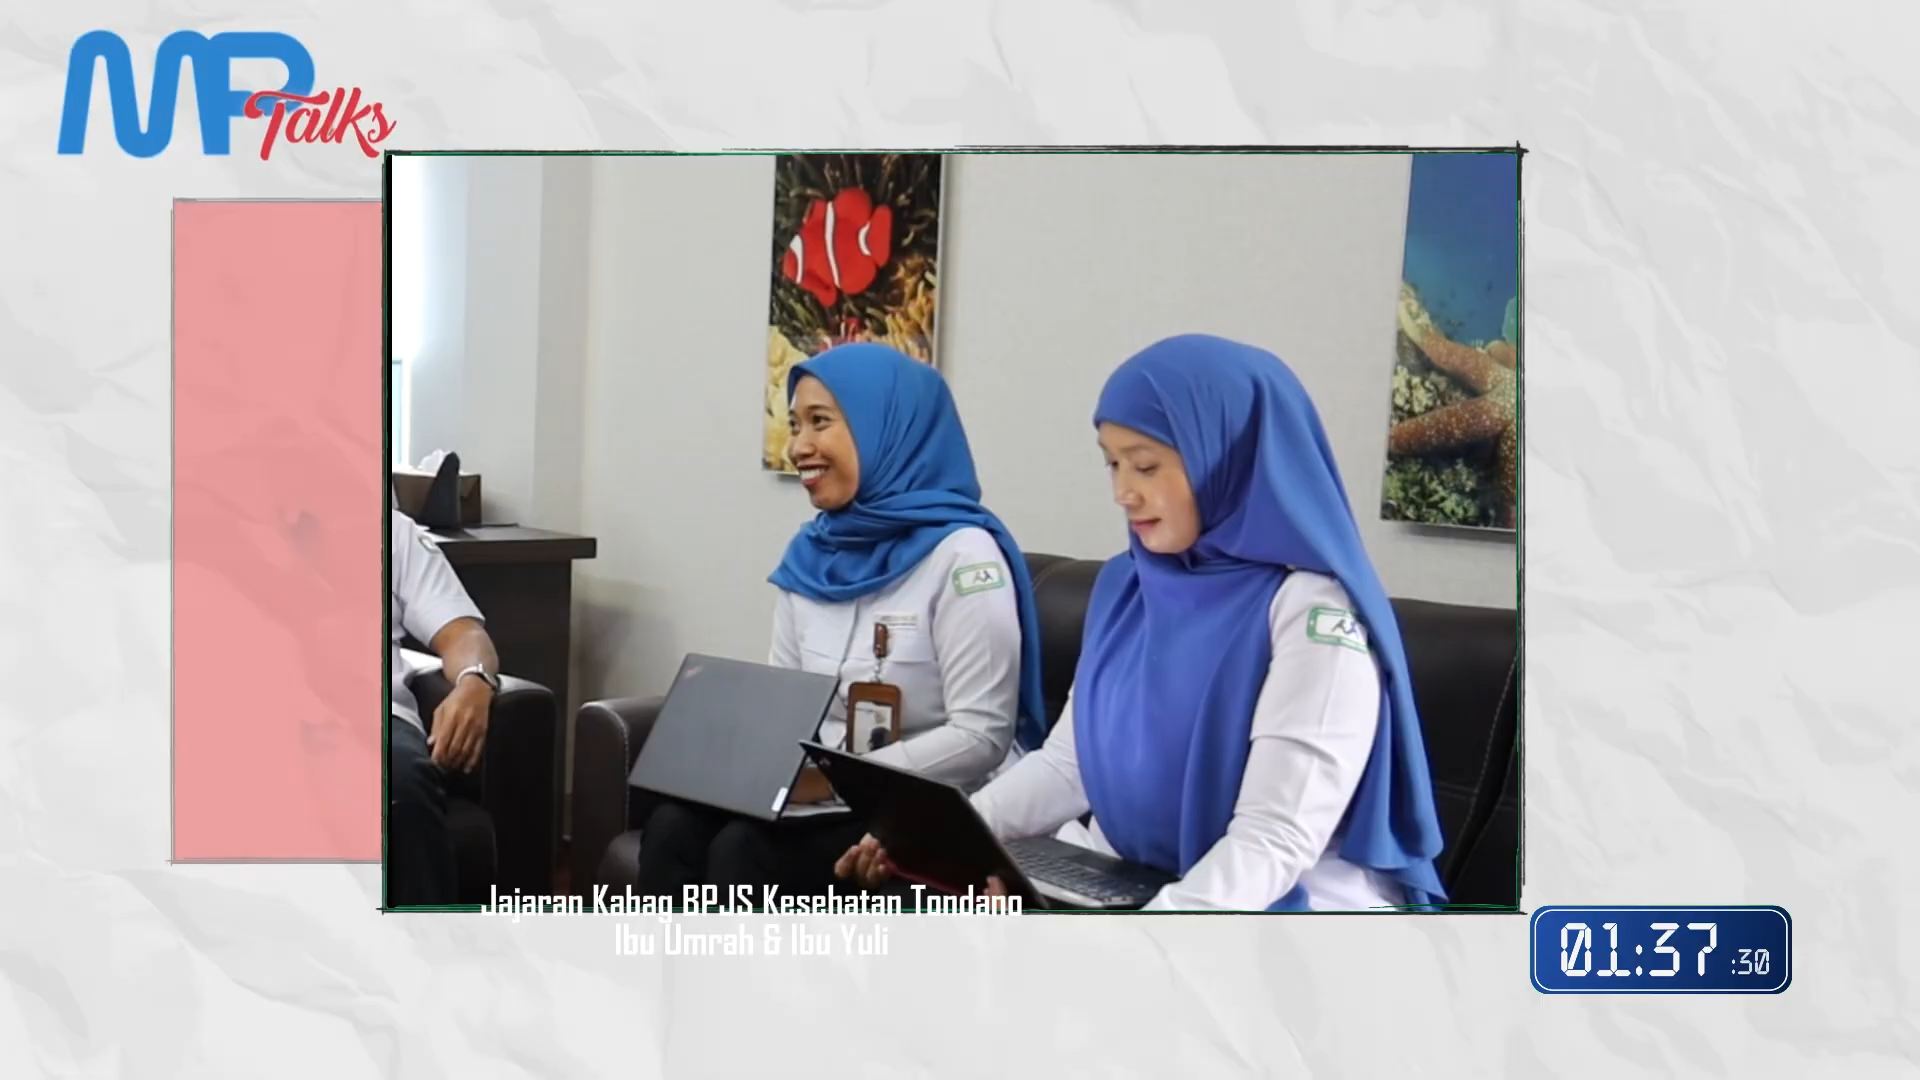 MP Talks
Jajaran Kabag BPJS Kesehatan Tondano
Ibu Umrah & Ibu Yuli
01:37:30